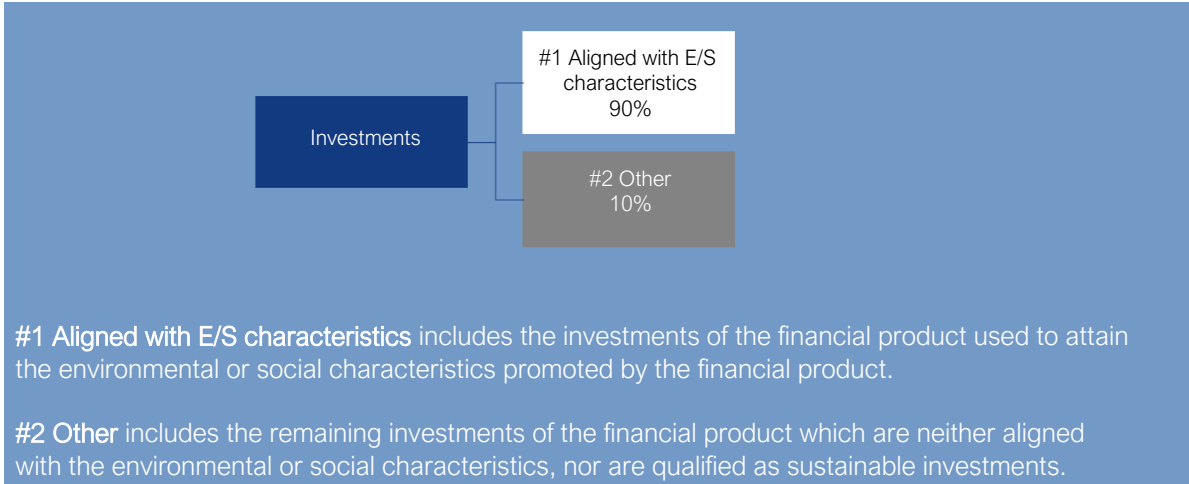 #1 Aligned with E/S
characteristics
90%
Investments
#2 Other
10%
#1 Aligned with E/S characteristics includes the investments of the financial product used to attain
the environmental or social characteristics promoted by the financial product.
#2 Other includes the remaining investments of the financial product which are neither aligned
with the environmental or social characteristics, nor are qualified as sustainable investments.